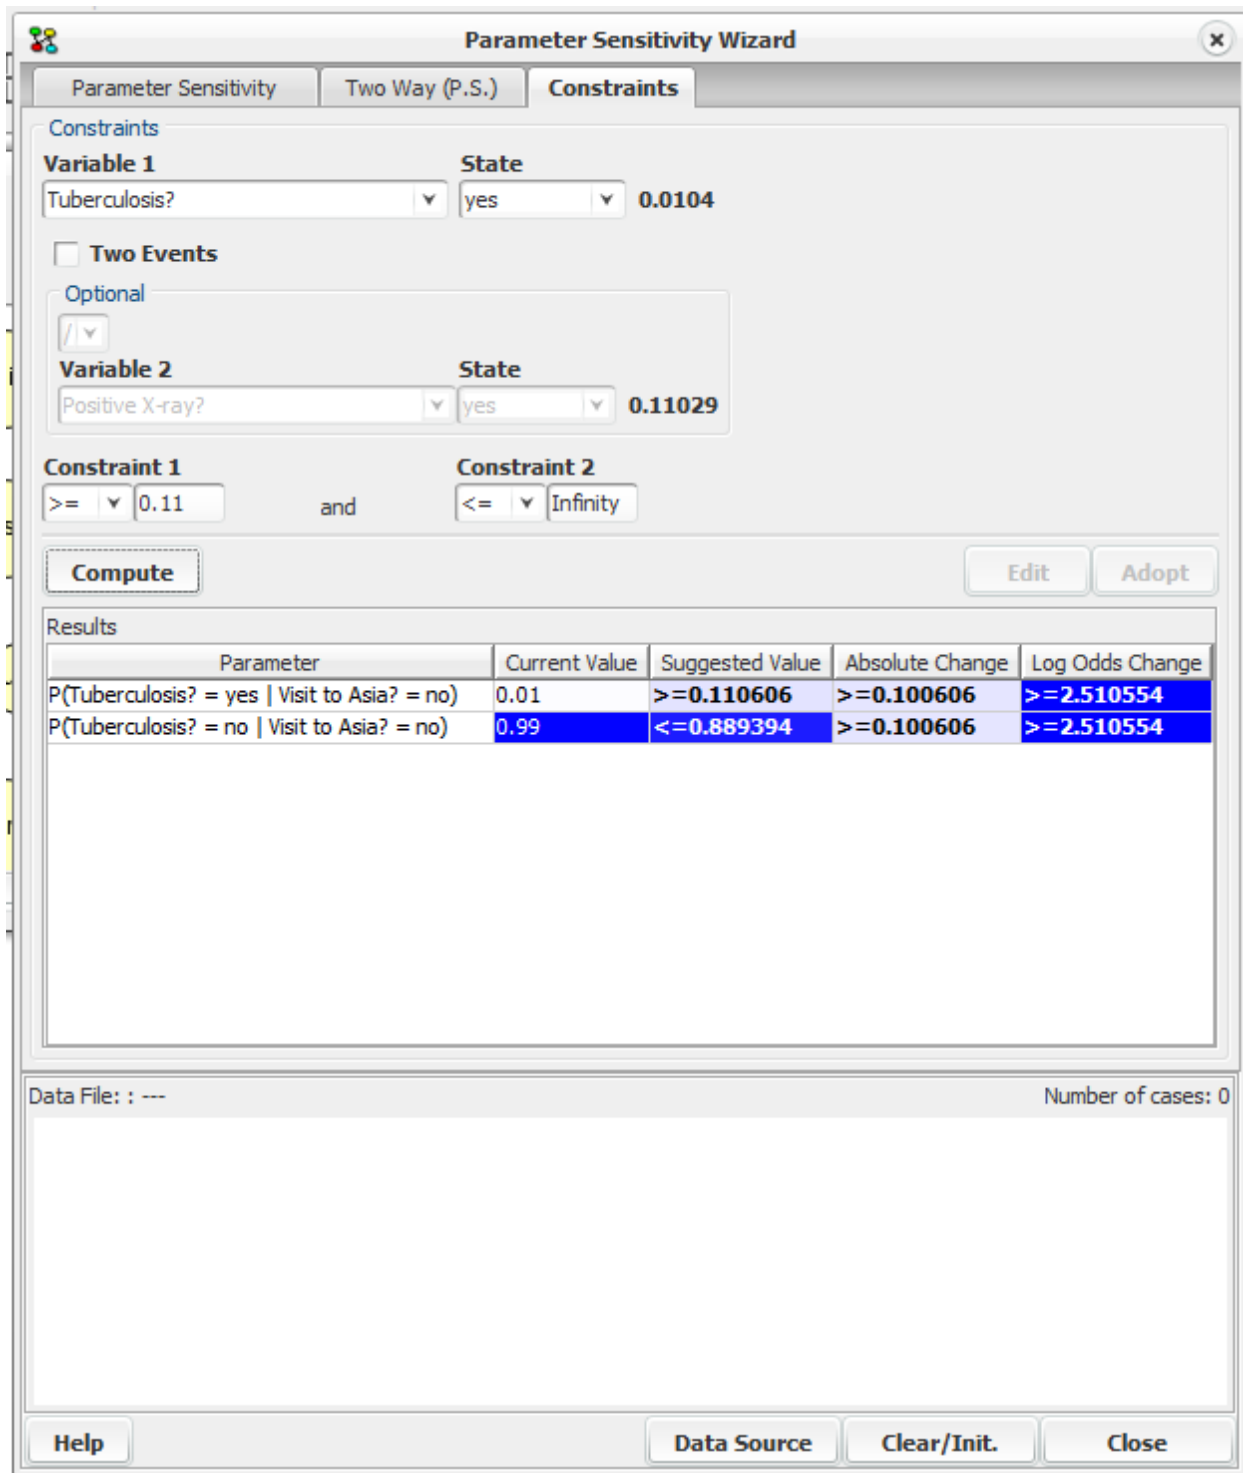 Parameter Sensitivity Wizard
Parameter Sensitivity Two Way (P.S.) Constraints
Constraints
Variable 1 State
Tuberculosis? yes 0.0104
Two Events
Optional
/
Variable 2 State
Positive X-ray? yes 0.11029
Constraint 1 Constraint 2
>= 0.11 and <= Infinity
Compute Edit Adopt
Results
Parameter Current Value Suggested Value Absolute Change Log Odds Change
P(Tuberculosis? = yes | Visit to Asia? = no) 0.01 >=0.110606 >=0.100606 >=2.510554
P(Tuberculosis? = no | Visit to Asia? = no) 0.99 <=0.889394 >=0.100606 >=2.510554
Data File: : --- Number of cases: 0
Help Data Source Clear/Init. Close